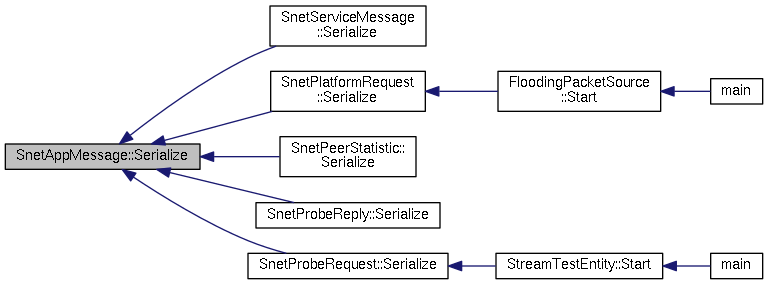 SnetServiceMessage
::Serialize
SnetPlatformRequest
::Serialize
FloodingPacketSource
::Start
main
SnetAppMessage::Serialize
SnetPeerStatistic::
Serialize
SnetProbeReply::Serialize
SnetProbeRequest::Serialize
StreamTestEntity::Start
main